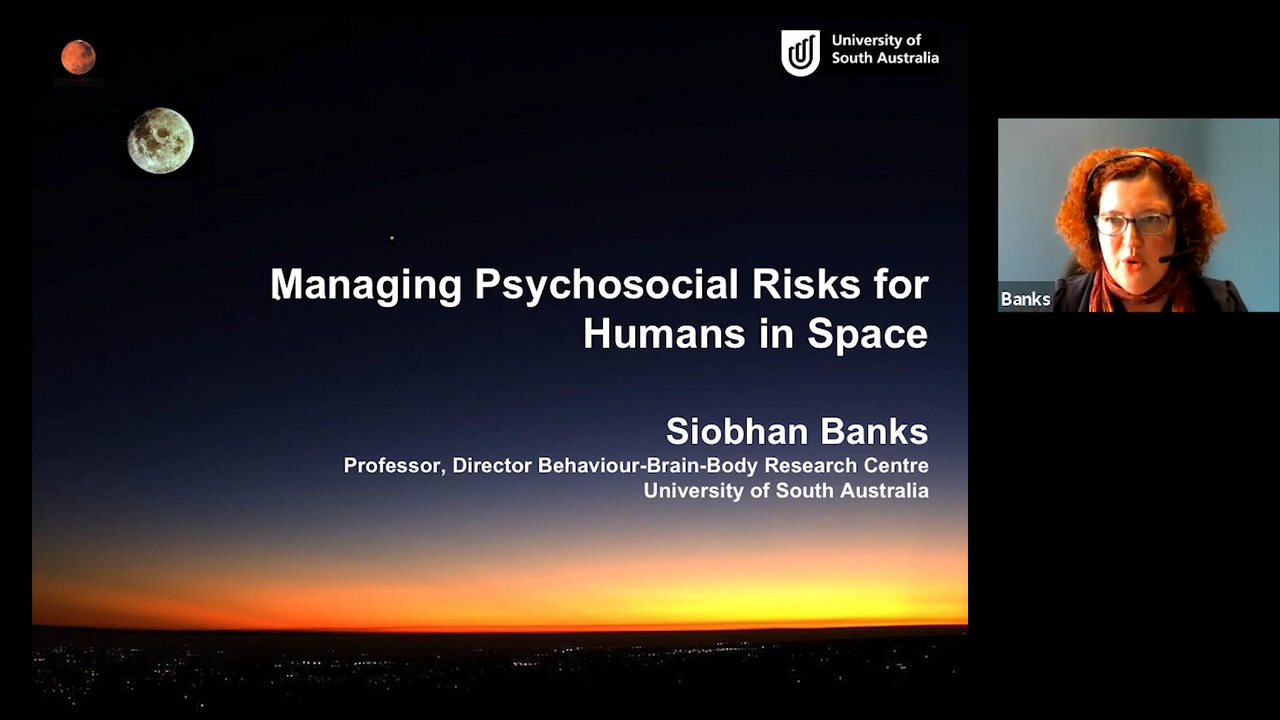 University of
South Australia
Managing Psychosocial Risks for
Humans in Space
Siobhan Banks
Professor, Director Behaviour-Brain-Body Research Centre
University of South Australia
Banks